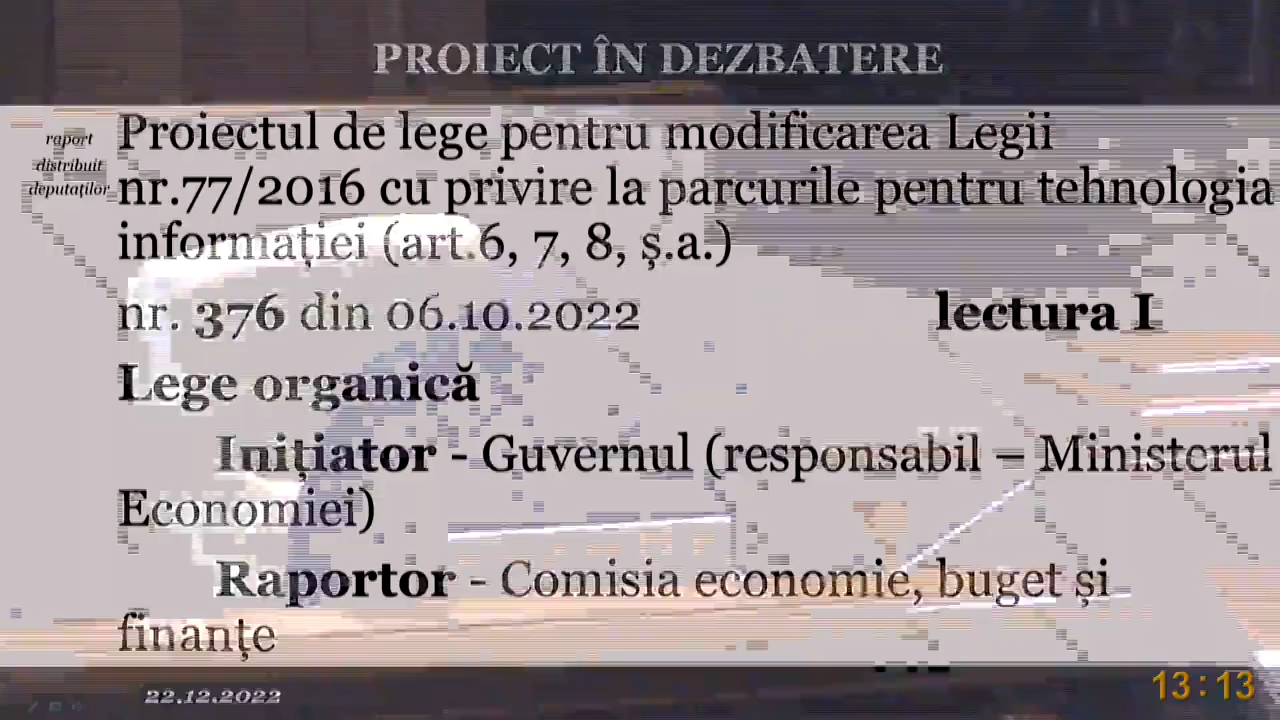 PROIECT ÎN DEZBATERE
raport
distribuit
deputaților
Proiectul de lege pentru modificarea Legii
nr.77/2016 cu privire la parcurile pentru tehnologia
informației (art.6, 7, 8, ș.a.)
nr. 376 din 06.10.2022 lectura I
Lege organică
Inițiator - Guvernul (responsabil – Ministerul
Economiei)
Raportor - Comisia economie, buget și
finanțe
22.12.2022
13:13